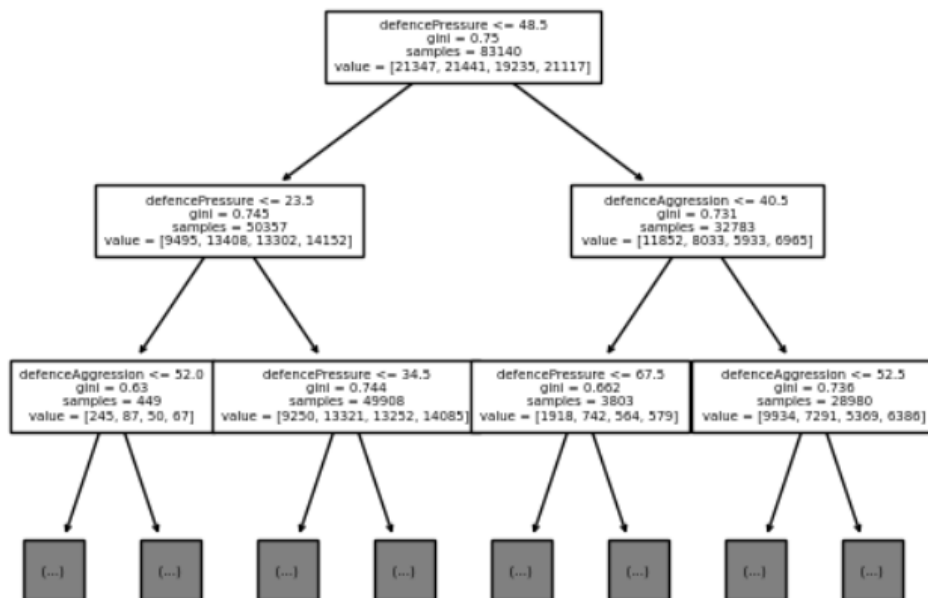 defencePressure <= 48.5
gini = 0.75
samples = 83140
value = [21347, 21441, 19235, 21117]
defencePressure <= 23.5
gini = 0.745
samples = 50357
value = [9495, 13408, 13302, 14152]
defenceAggression <= 40.5
gini = 0.731
samples = 32783
value = [11852, 8033, 5933, 6965]
defenceAggression <= 52.0
gini = 0.63
samples = 449
value = [245, 87, 50, 67]
defencePressure <= 34.5
gini = 0.744
samples = 49908
value = [9250, 13321, 13252, 14085]
defencePressure <= 67.5
gini = 0.662
samples = 3803
value = [1918, 742, 564, 579]
defenceAggression <= 52.5
gini = 0.736
samples = 28980
value = [9934, 7291, 5369, 6386]
(...)
(...)
(...)
(...)
(...)
(...)
(...)
(...)